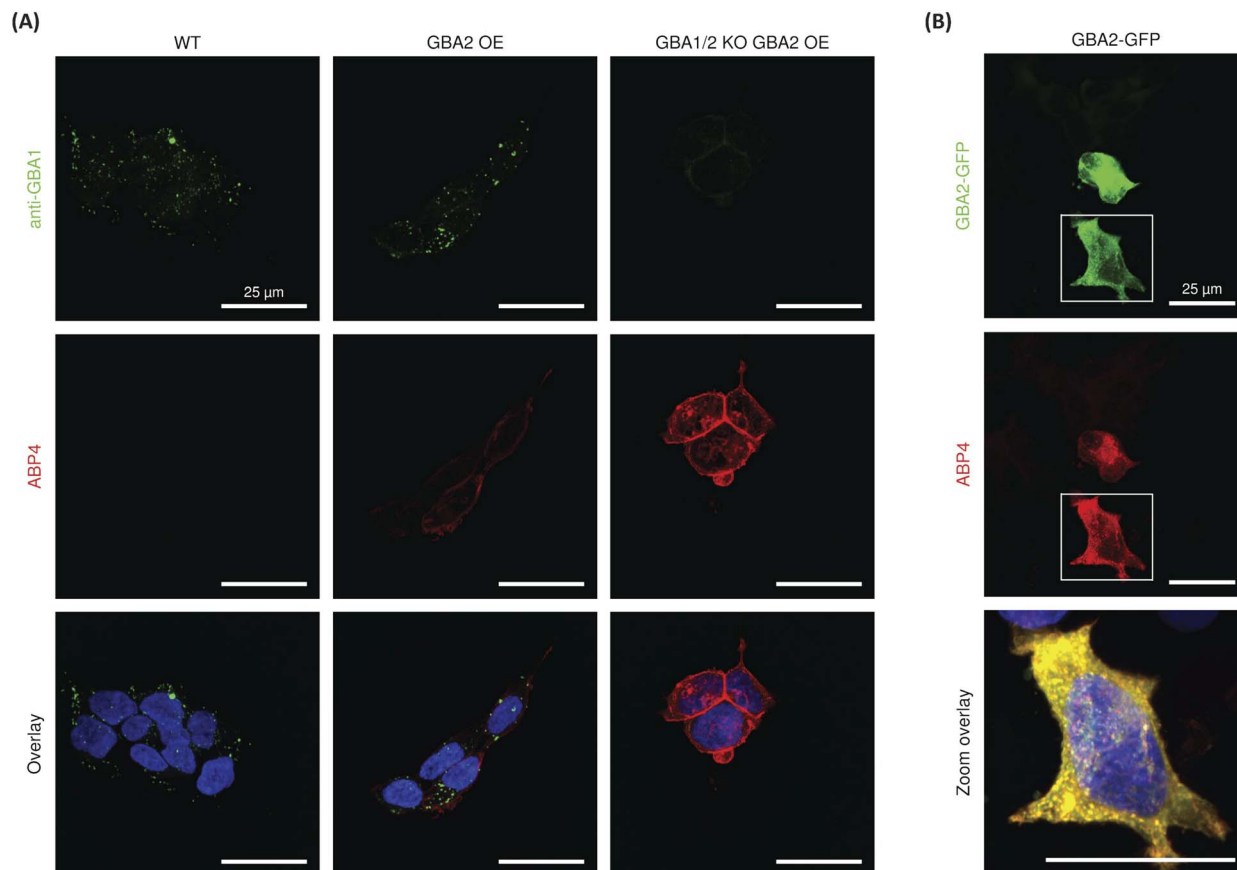 (A)
WT
GBA2 OE
GBA1/2 KO GBA2 OE
anti-GBA1
25 µm
ABP4
Overlay
(B)
GBA2-GFP
GBA2-GFP
25 µm
ABP4
Zoom overlay